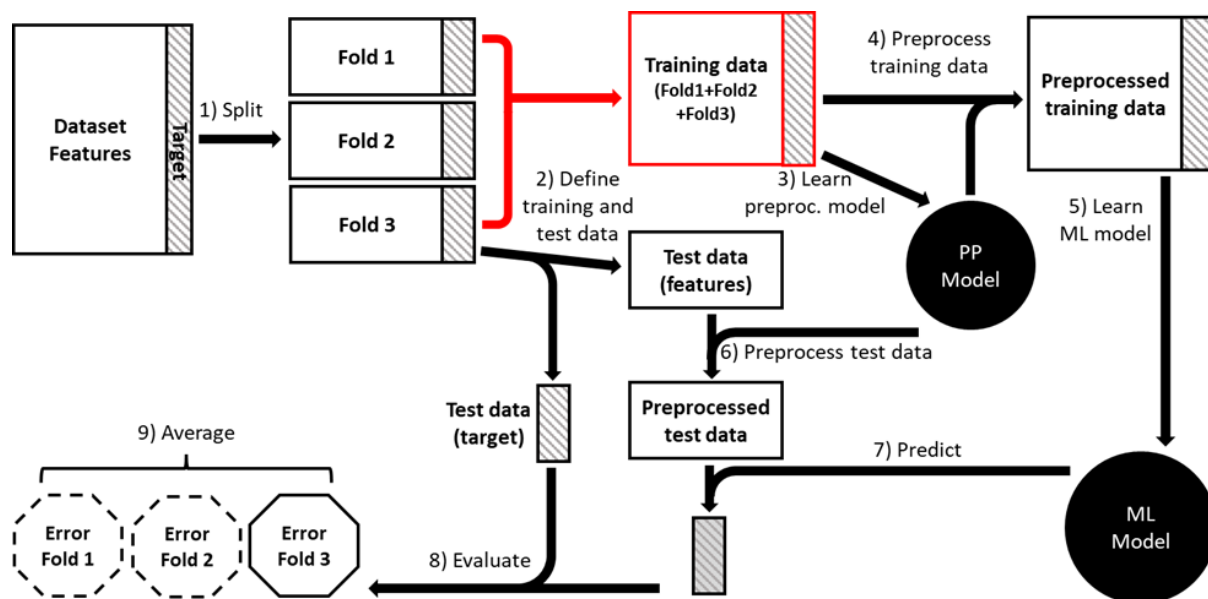 Dataset
Features
Target
1) Split
Fold 1
Fold 2
Fold 3
2) Define
training and
test data
Training data
(Fold1+Fold2
+Fold3)
3) Learn
preproc. model
4) Preprocess
training data
Preprocessed
training data
PP
Model
5) Learn
ML model
Test data
(features)
6) Preprocess test data
Test data
(target)
Preprocessed
test data
7) Predict
ML
Model
8) Evaluate
9) Average
Error
Fold 1
Error
Fold 2
Error
Fold 3